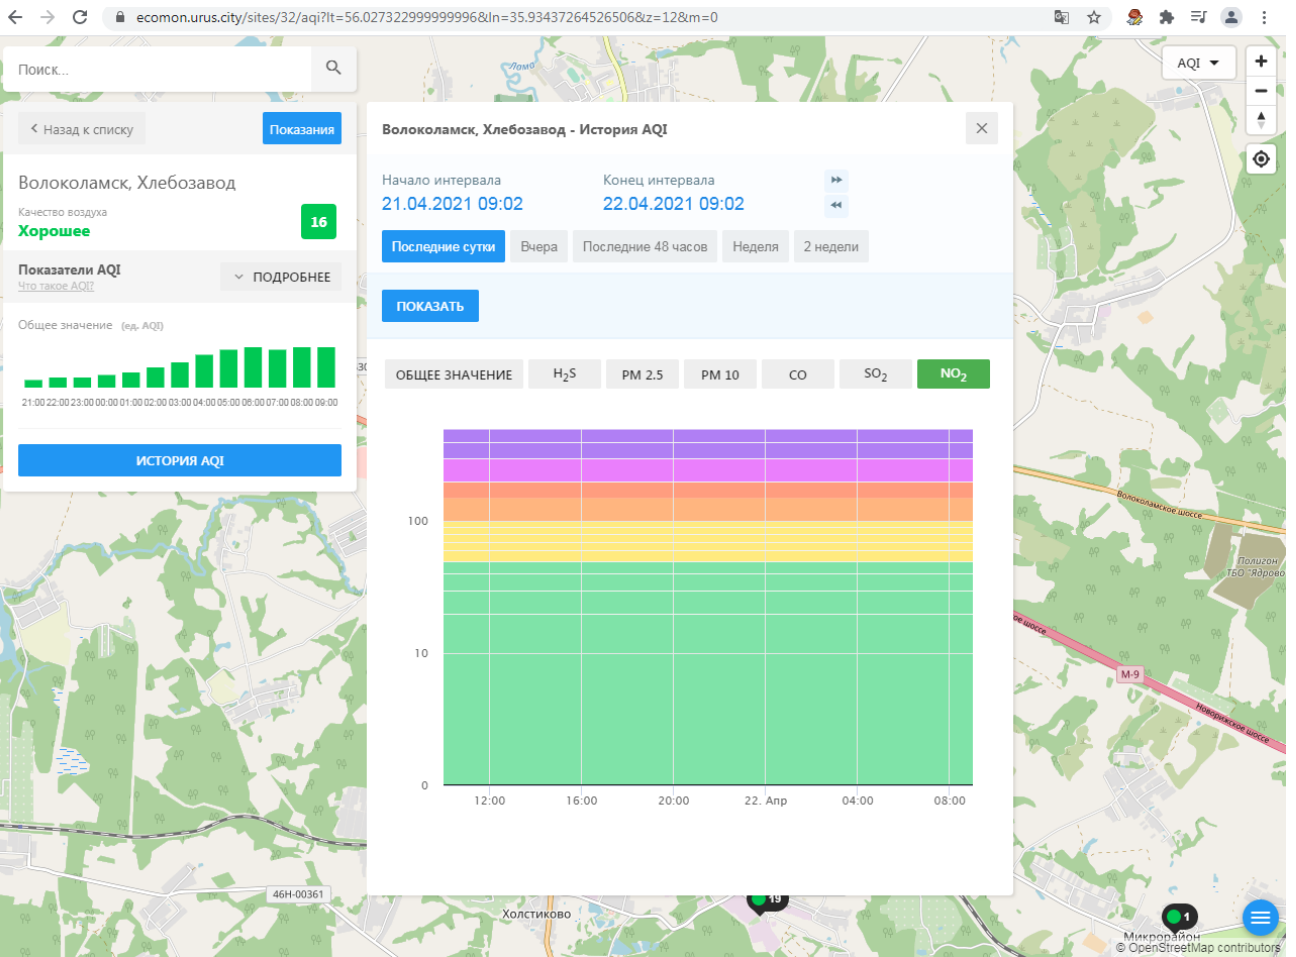 ecomon.urus.city/sites/32/aqi?lt=56.027322999999996&ln=35.93437264526506&z=12&m=0
Поиск...
Назад к списку
Показания
Волоколамск, Хлебозавод
Качество воздуха
Хорошее
16
Показатели AQI
Что такое AQI?
ПОДРОБНЕЕ
Общее значение (ед. AQI)
21:00 22:00 23:00 00:00 01:00 02:00 03:00 04:00 05:00 06:00 07:00 08:00 09:00
ИСТОРИЯ AQI
Волоколамск, Хлебозавод - История AQI
Начало интервала
21.04.2021 09:02
Конец интервала
22.04.2021 09:02
Последние сутки
Вчера
Последние 48 часов
Неделя
2 недели
ПОКАЗАТЬ
ОБЩЕЕ ЗНАЧЕНИЕ
H₂S
PM 2.5
PM 10
CO
SO₂
NO₂
100
10
0
12:00 16:00 20:00 22. Апр 04:00 08:00
AQI
Лама
Волоколамское шоссе
Полигон
ТБО "Ядрово
М-9
Новорижское шоссе
46Н-00361
Холстиково
19
1
Микрорайон
© OpenStreetMap contributors